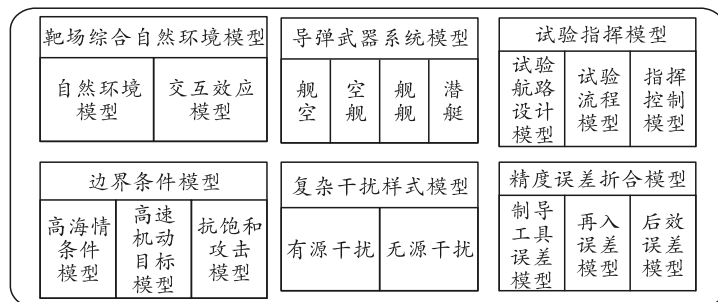 靶场综合自然环境模型
自然环境
模型
交互效应
模型
导弹武器系统模型
舰
空
空
舰
舰
舰
潜
艇
试验指挥模型
试验
航路
设计
模型
试验
流程
模型
指挥
控制
模型
边界条件模型
高海情
条件
模型
高速
机动
目标
模型
抗饱和
攻击
模型
复杂干扰样式模型
有源干扰
无源干扰
精度误差折合模型
制导
工具
误差
模型
再入
误差
模型
后效
误差
模型